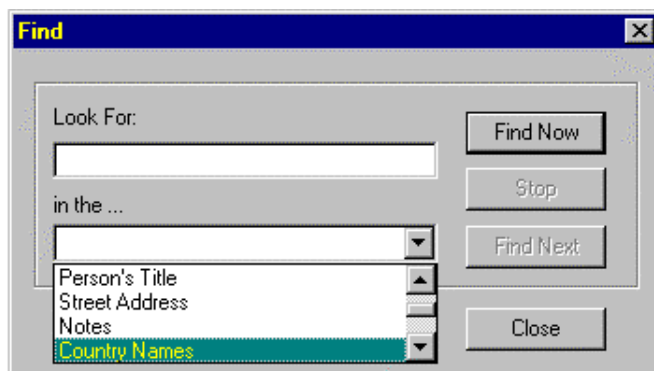 Find
Look For:
Find Now
Stop
in the ...
Find Next
Person's Title
Street Address
Notes
Country Names
Close